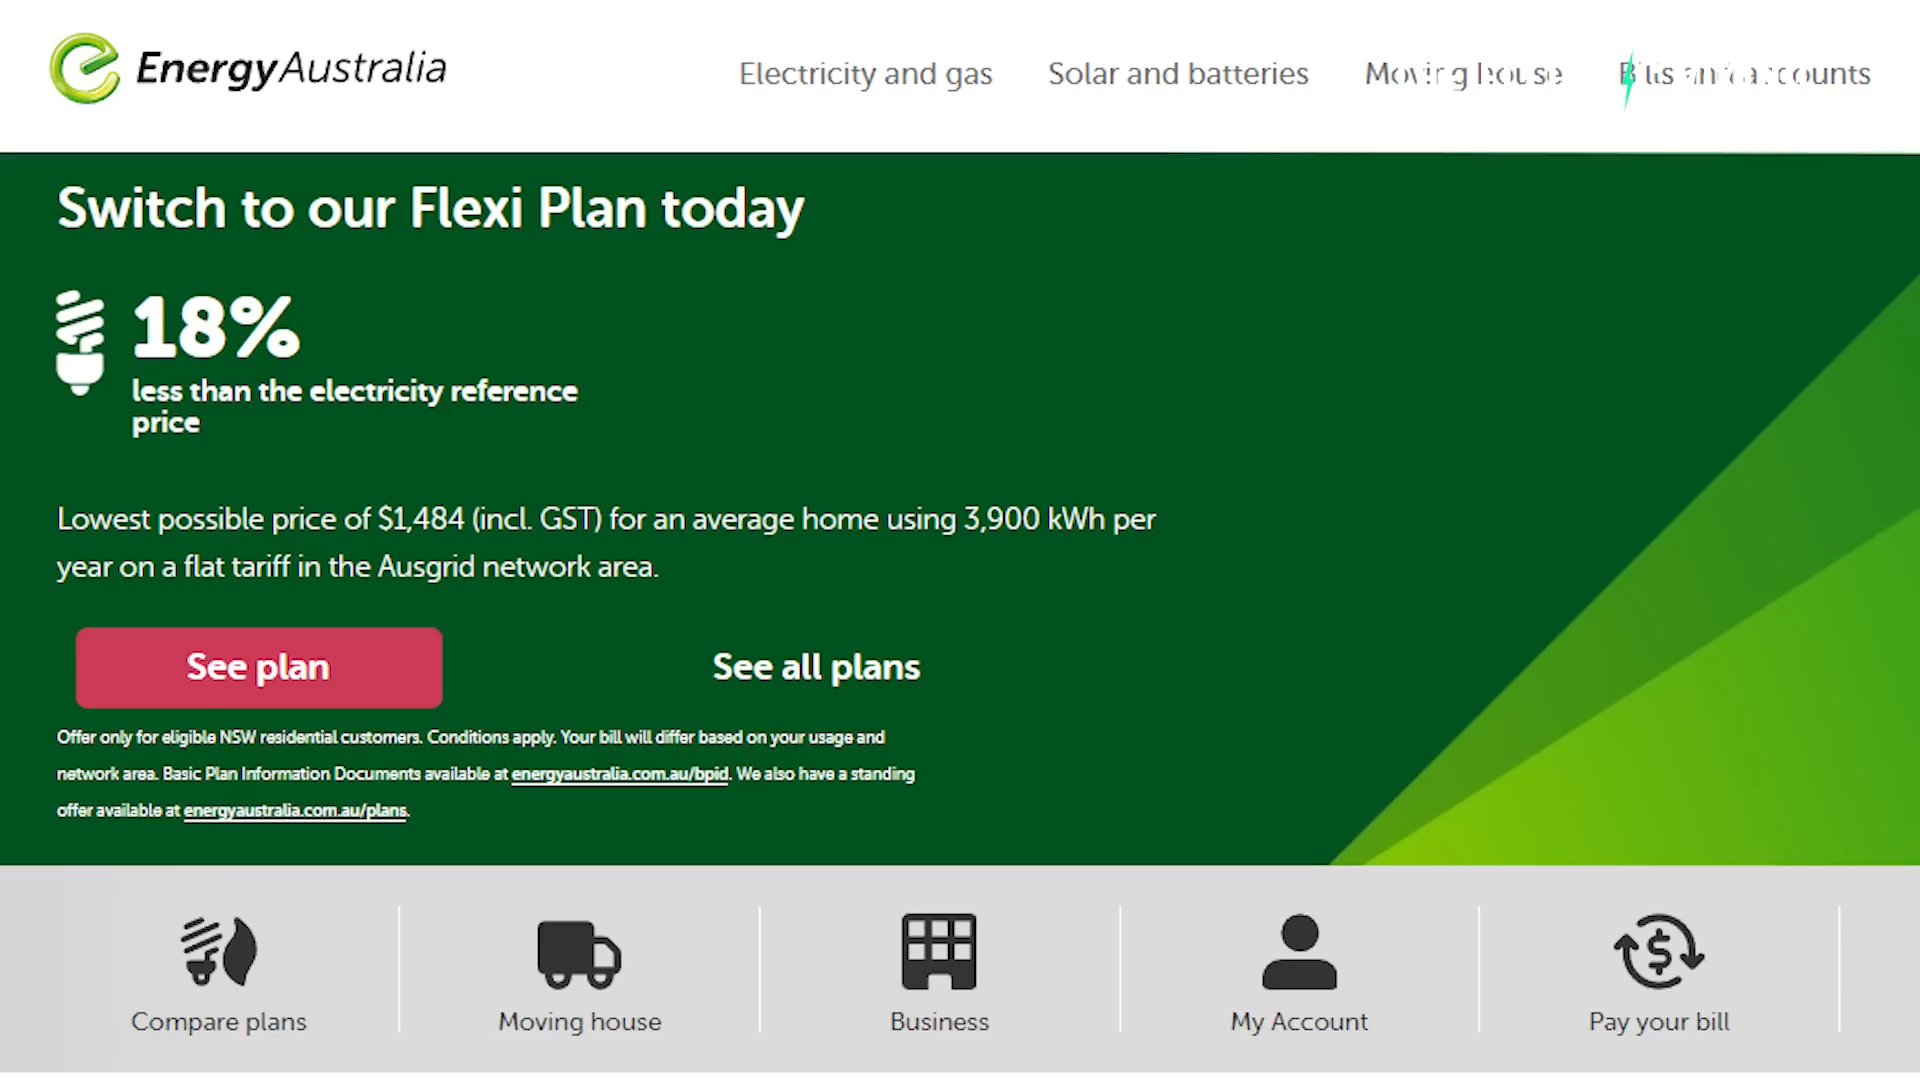 EnergyAustralia
Electricity and gas
Solar and batteries
Moving house
Bills and accounts
Switch to our Flexi Plan today
18%
less than the electricity reference
price
Lowest possible price of $1,484 (incl. GST) for an average home using 3,900 kWh per
year on a flat tariff in the Ausgrid network area.
See plan
See all plans
Offer only for eligible NSW residential customers. Conditions apply. Your bill will differ based on your usage and
network area. Basic Plan Information Documents available at energyaustralia.com.au/bpid. We also have a standing
offer available at energyaustralia.com.au/plans.
Compare plans
Moving house
Business
My Account
Pay your bill